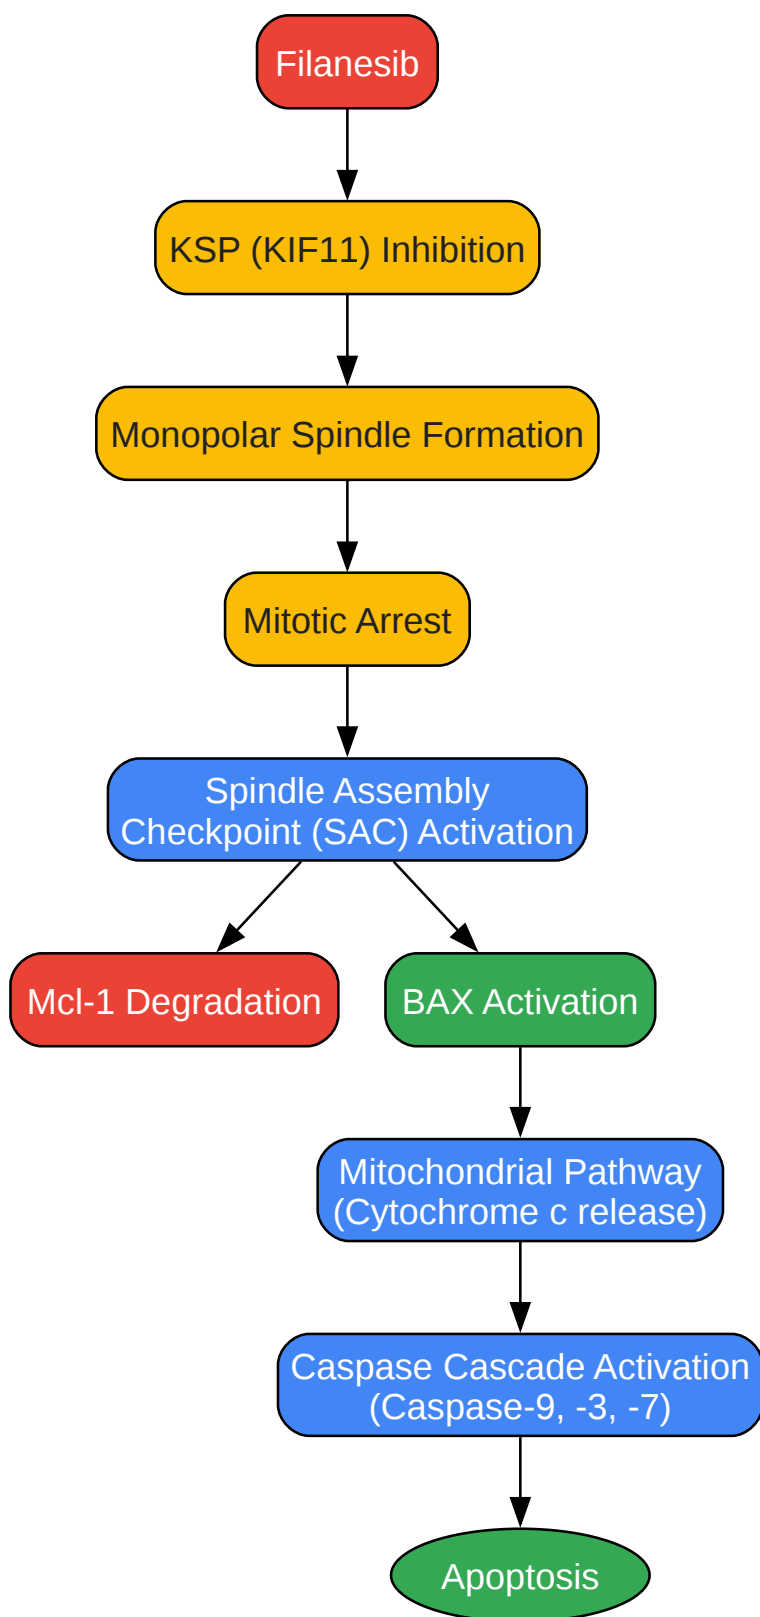 Filanesib
KSP (KIF11) Inhibition
Monopolar Spindle Formation
Mitotic Arrest
Spindle Assembly
Checkpoint (SAC) Activation
Mcl-1 Degradation
BAX Activation
Mitochondrial Pathway
(Cytochrome c release)
Caspase Cascade Activation
(Caspase-9, -3, -7)
Apoptosis